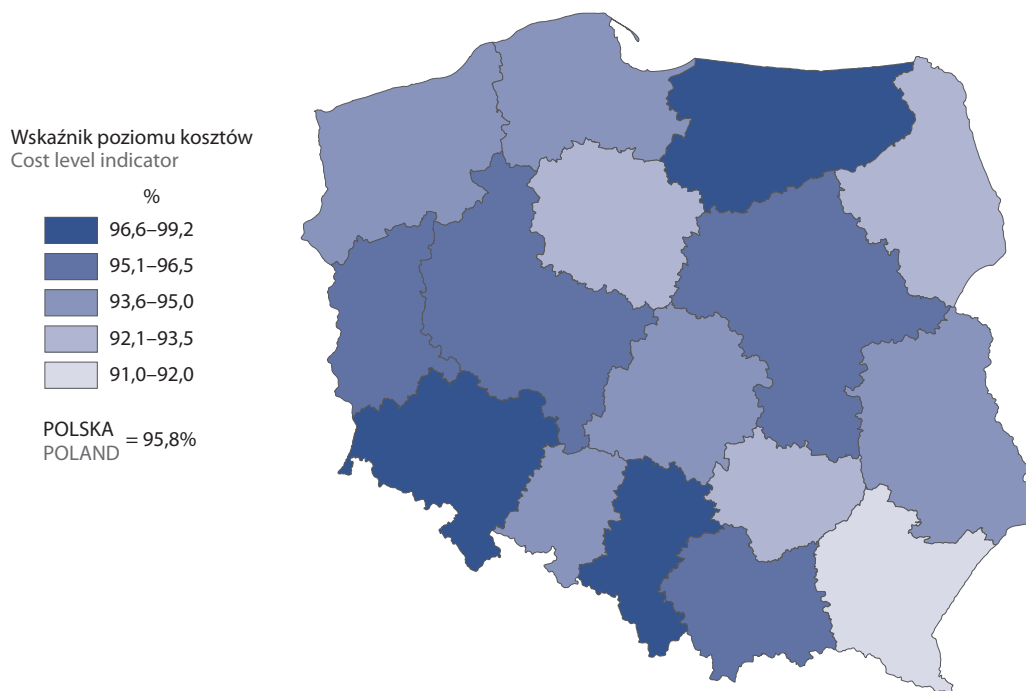 Wskaźnik poziomu kosztów
Cost level indicator
%
96,6–99,2
95,1–96,5
93,6–95,0
92,1–93,5
91,0–92,0
POLSKA
POLAND = 95,8%